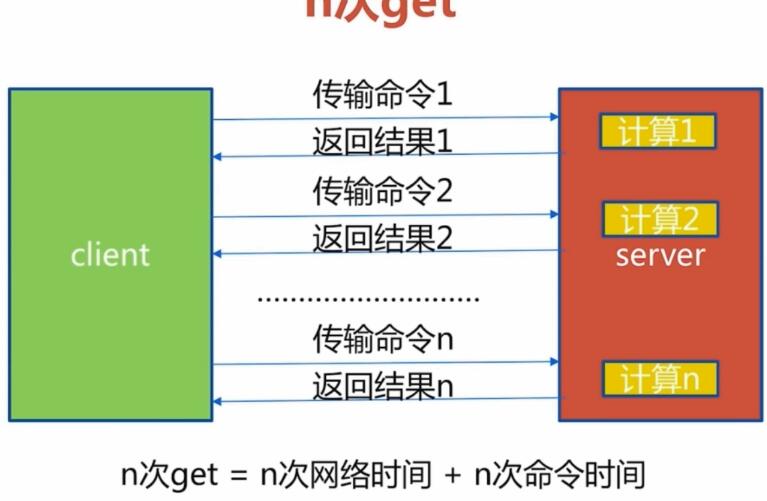 n次get
传输命令1
计算1
返回结果1
传输命令2
计算2
返回结果2
client
server
............................
传输命令n
计算n
返回结果n
n次get = n次网络时间 + n次命令时间